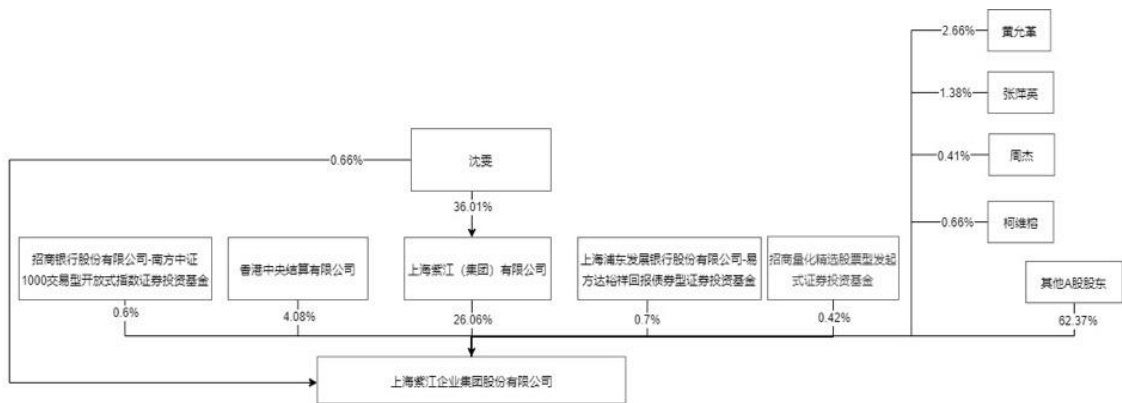 2.66%
黄允革
1.38%
张萍英
0.66%
沈雯
0.41%
周杰
36.01%
0.66%
柯维榕
招商银行股份有限公司-南方中证
1000交易型开放式指数证券投资基金
香港中央结算有限公司
上海紫江（集团）有限公司
上海浦东发展银行股份有限公司-易
方达裕祥回报债券型证券投资基金
招商量化精选股票型发起
式证券投资基金
其他A股股东
0.6%
4.08%
26.06%
0.7%
0.42%
62.37%
上海紫江企业集团股份有限公司